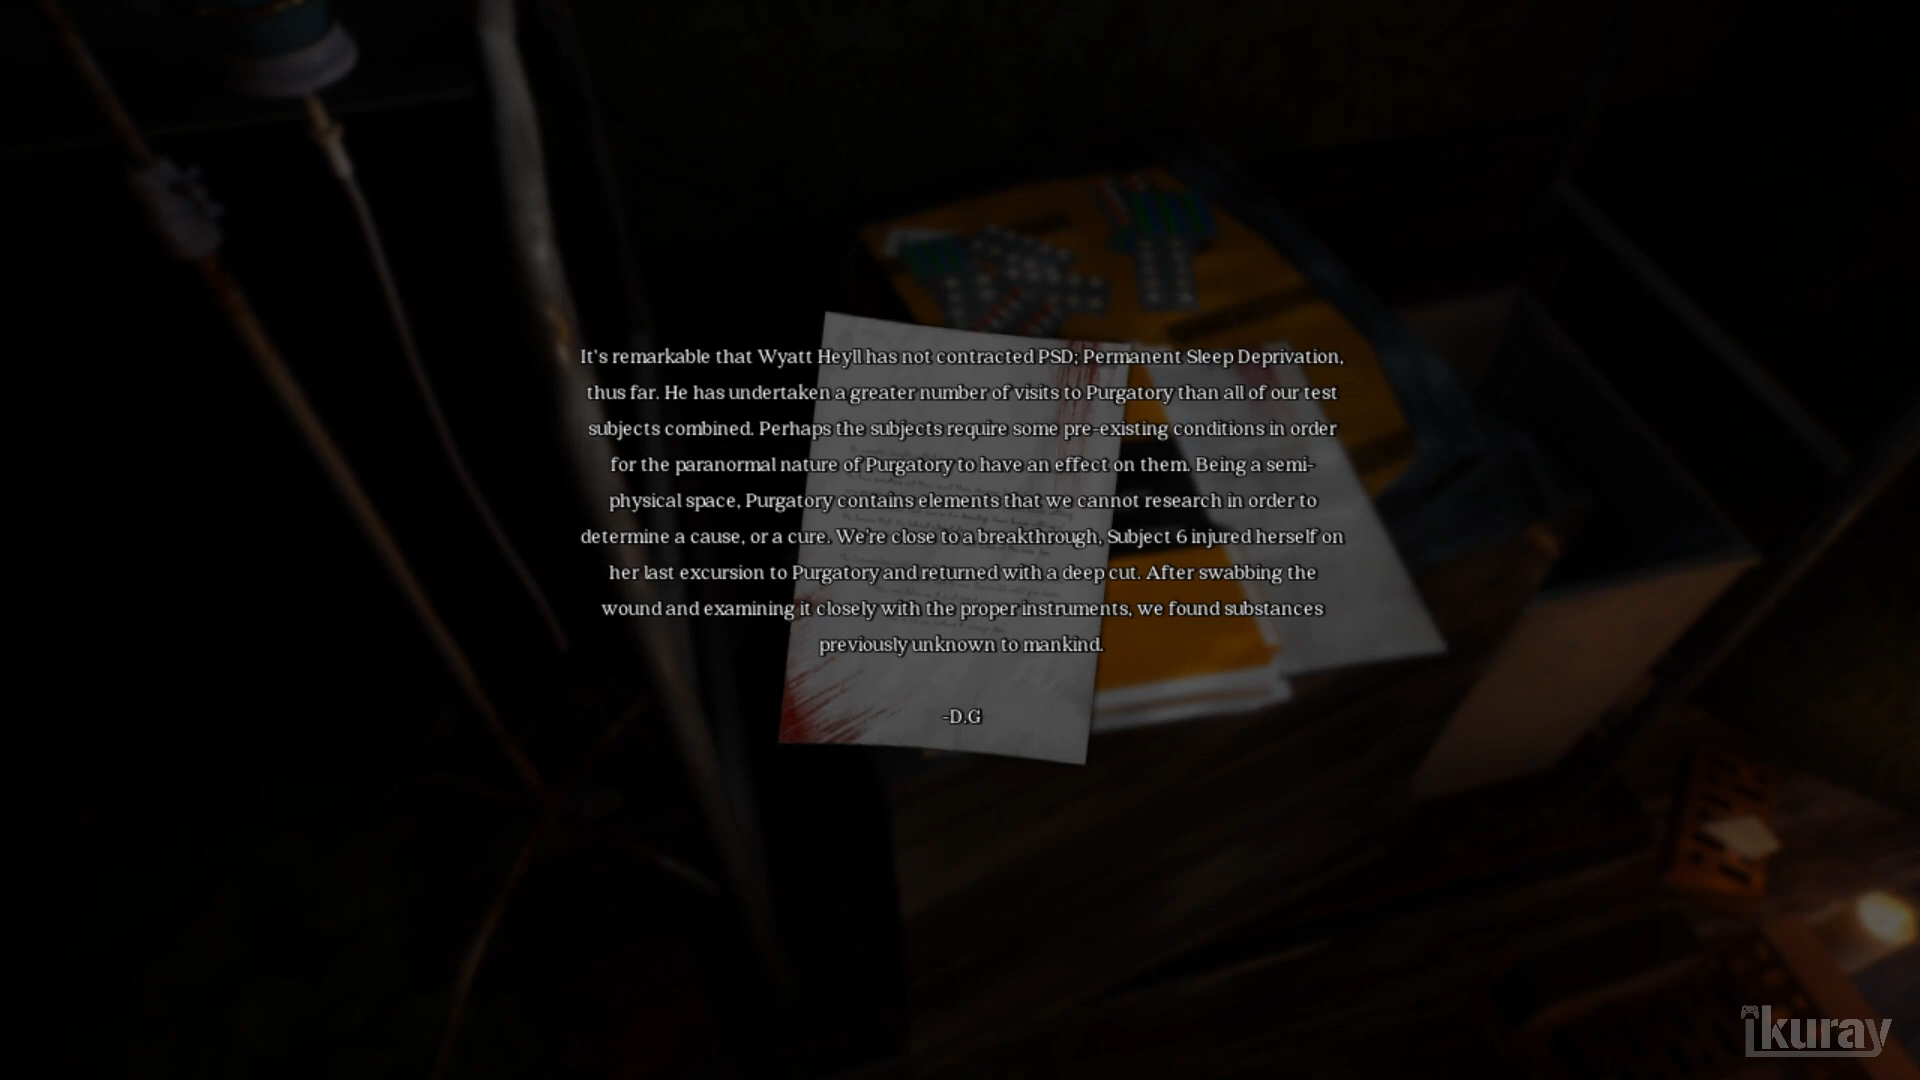 It's remarkable that Wyatt Heyll has not contracted PSD; Permanent Sleep Deprivation,
thus far. He has undertaken a greater number of visits to Purgatory than all of our test
subjects combined. Perhaps the subjects require some pre-existing conditions in order
for the paranormal nature of Purgatory to have an effect on them. Being a semi-
physical space, Purgatory contains elements that we cannot research in order to
determine a cause, or a cure. We're close to a breakthrough, Subject 6 injured herself on
her last excursion to Purgatory and returned with a deep cut. After swabbing the
wound and examining it closely with the proper instruments, we found substances
previously unknown to mankind.
-D.G
ikuray